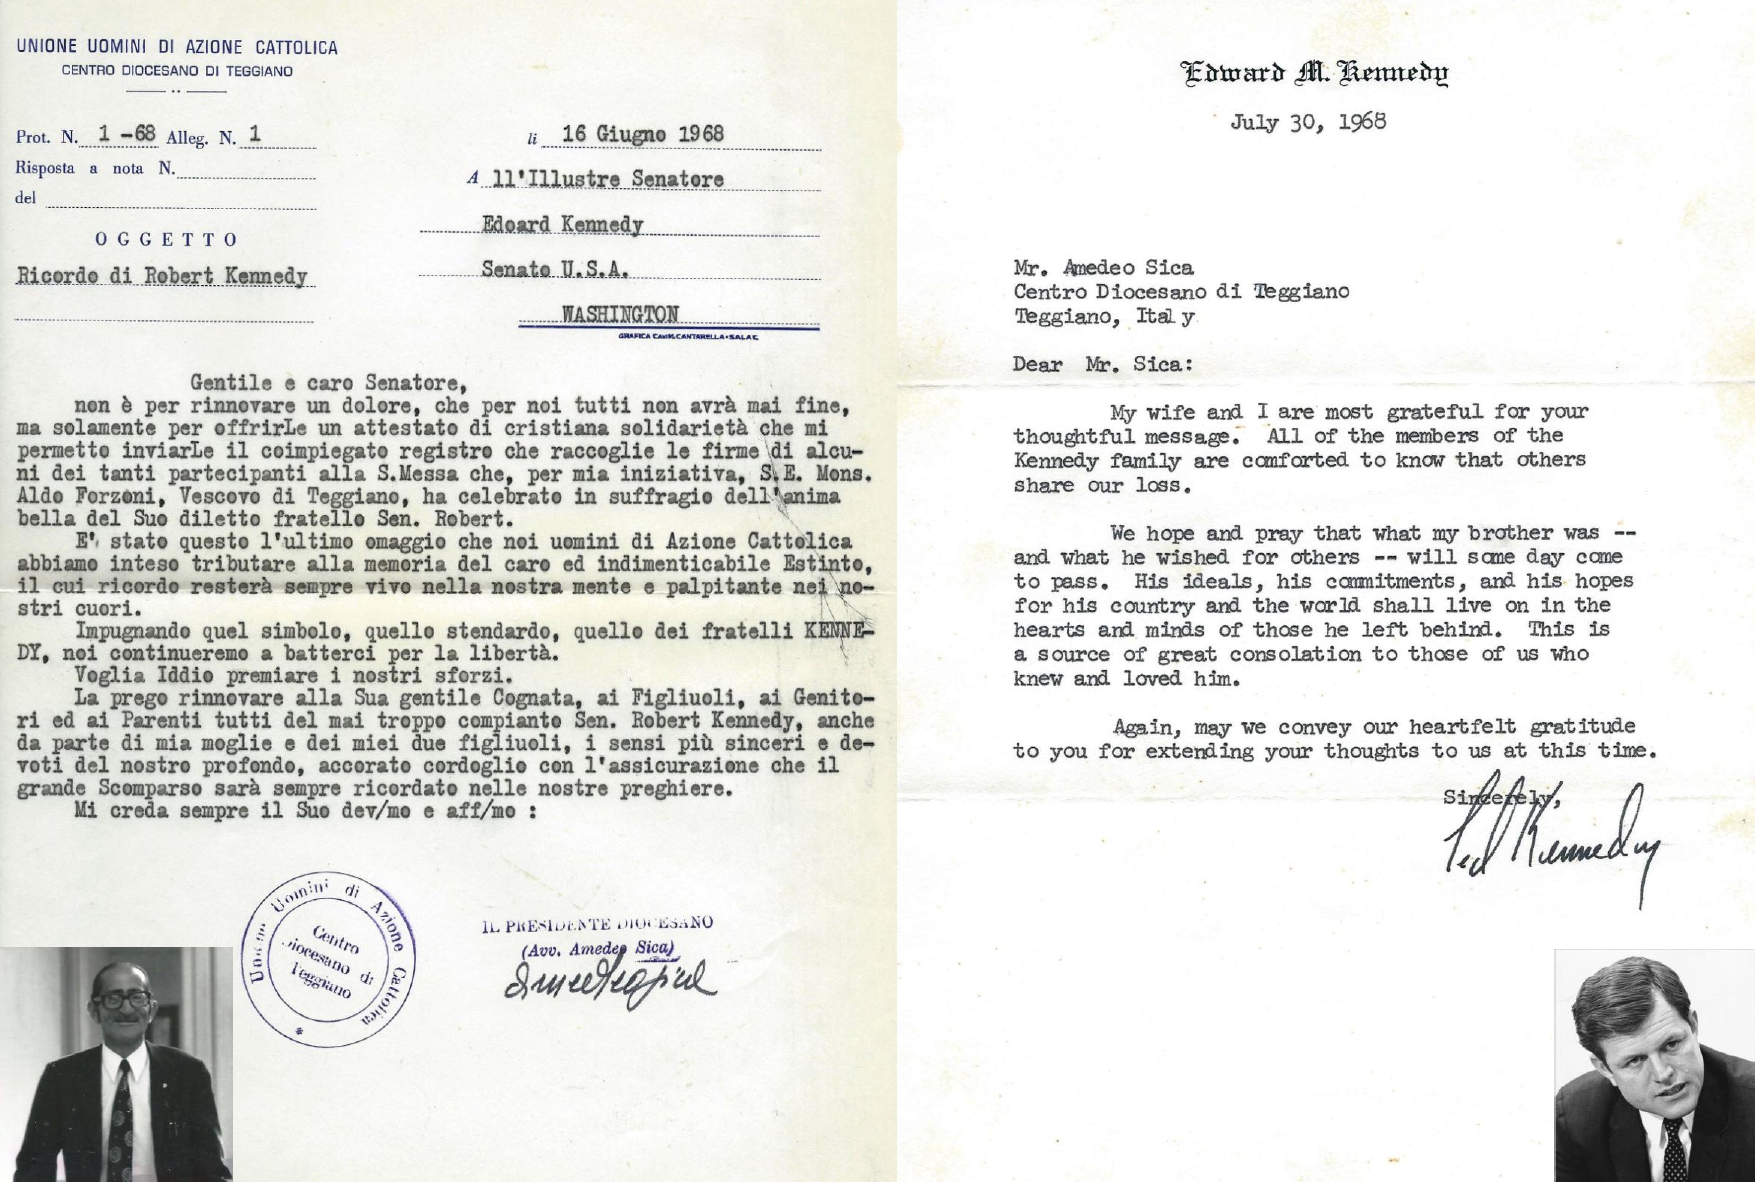 UNIONE UOMINI DI AZIONE CATTOLICA
CENTRO DIOCESANO DI TEGGIANO
Prot. N. 1 -68 Alleg. N. 1
Risposta a nota N.
del
OGGETTO
Ricordo di Robert Kennedy
li 16 Giugno 1968
A ll'Illustre Senatore
Edoard Kennedy
Senato U.S.A.
WASHINGTON
GRAFICA Cav. M. CANTARELLA - SALA C.
Gentile e caro Senatore,
non è per rinnovare un dolore, che per noi tutti non avrà mai fine,
ma solamente per offrirLe un attestato di cristiana solidarietà che mi
permetto inviarLe il coimpiegato registro che raccoglie le firme di alcu-
ni dei tanti partecipanti alla S.Messa che, per mia iniziativa, S.E. Mons.
Aldo Forzoni, Vescovo di Teggiano, ha celebrato in suffragio dell'anima
bella del Suo diletto fratello Sen. Robert.
E' stato questo l'ultimo omaggio che noi uomini di Azione Cattolica
abbiamo inteso tributare alla memoria del caro ed indimenticabile Estinto,
il cui ricordo resterà sempre vivo nella nostra mente e palpitante nei no-
stri cuori.
Impugnando quel simbolo, quello stendardo, quello dei fratelli KENNE-
DY, noi continueremo a batterci per la libertà.
Voglia Iddio premiare i nostri sforzi.
La prego rinnovare alla Sua gentile Cognata, ai Figliuoli, ai Genito-
ri ed ai Parenti tutti del mai troppo compianto Sen. Robert Kennedy, anche
da parte di mia moglie e dei miei due figliuoli, i sensi più sinceri e de-
voti del nostro profondo, accorato cordoglio con l'assicurazione che il
grande Scomparso sarà sempre ricordato nelle nostre preghiere.
Mi creda sempre il Suo dev/mo e aff/mo :
Unione Uomini di Azione Cattolica
Centro
Diocesano di
Teggiano
IL PRESIDENTE DIOCESANO
(Avv. Amedeo Sica)
Amedeo Sica
Edward M. Kennedy
July 30, 1968
Mr. Amedeo Sica
Centro Diocesano di Teggiano
Teggiano, Italy
Dear Mr. Sica:
My wife and I are most grateful for your
thoughtful message. All of the members of the
Kennedy family are comforted to know that others
share our loss.
We hope and pray that what my brother was --
and what he wished for others -- will some day come
to pass. His ideals, his commitments, and his hopes
for his country and the world shall live on in the
hearts and minds of those he left behind. This is
a source of great consolation to those of us who
knew and loved him.
Again, may we convey our heartfelt gratitude
to you for extending your thoughts to us at this time.
Sincerely,
Ted Kennedy